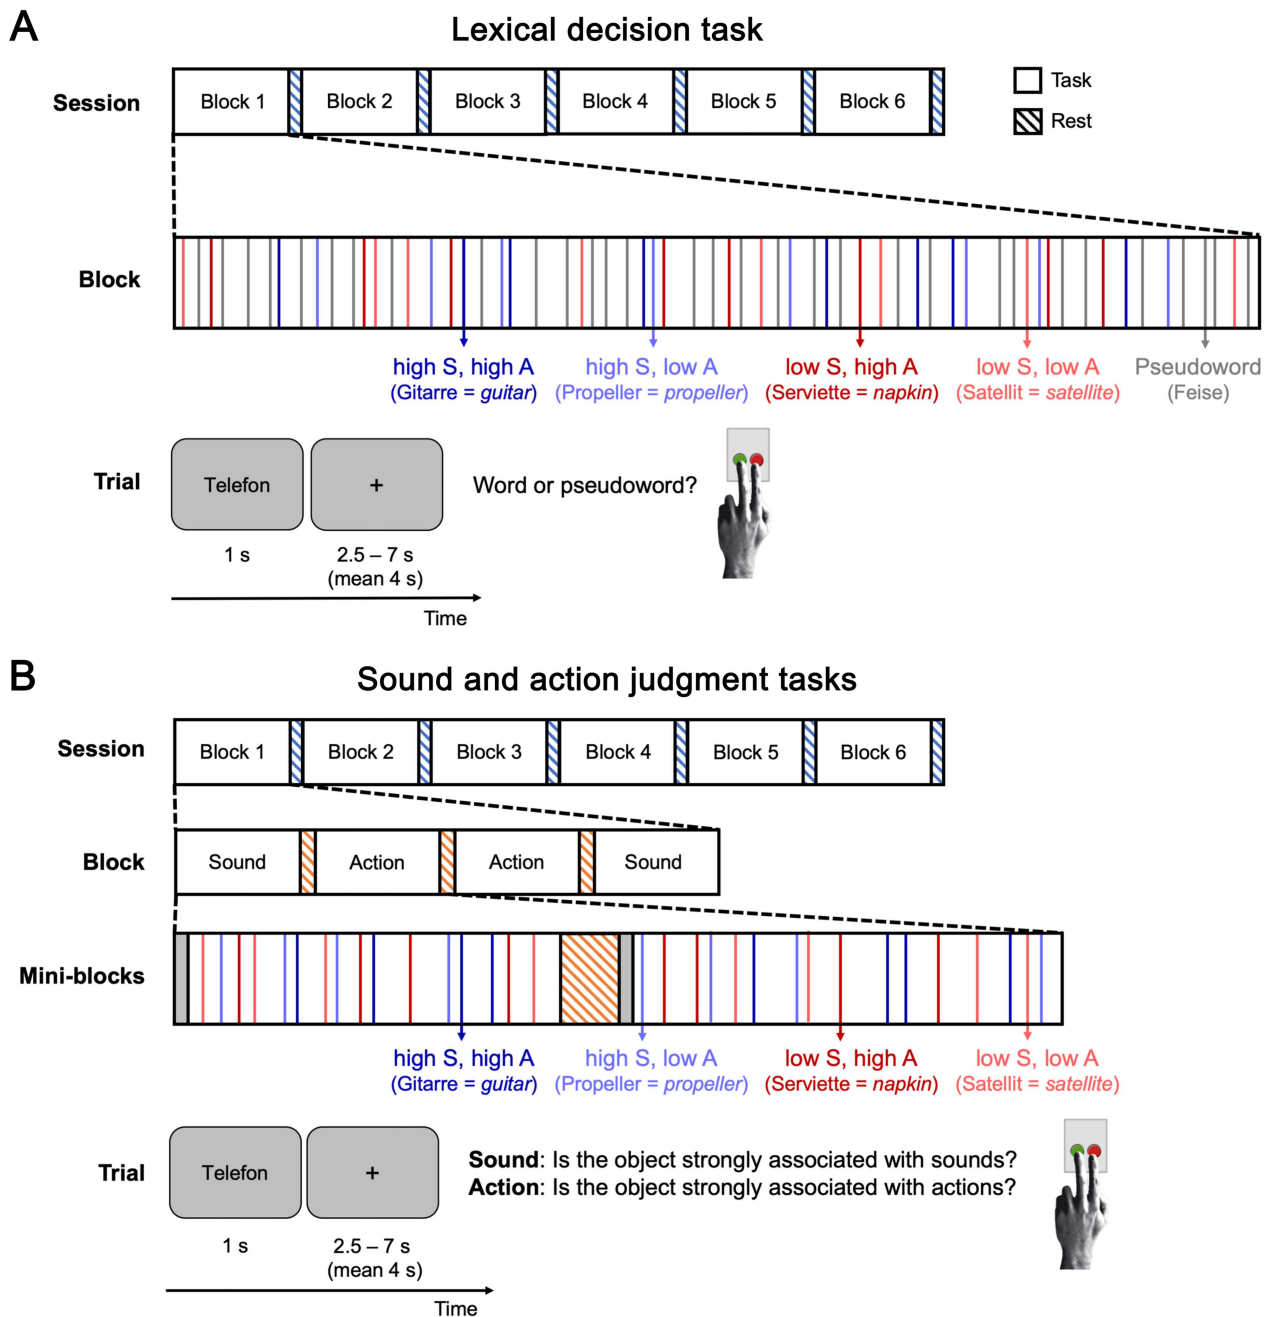 A
Lexical decision task
Session
Block 1
Block 2
Block 3
Block 4
Block 5
Block 6
Task
Rest
Block
high S, high A
(Gitarre = guitar)
high S, low A
(Propeller = propeller)
low S, high A
(Serviette = napkin)
low S, low A
(Satellit = satellite)
Pseudoword
(Feise)
Trial
Telefon
+
Word or pseudoword?
1 s
2.5 – 7 s
(mean 4 s)
Time
B
Sound and action judgment tasks
Session
Block 1
Block 2
Block 3
Block 4
Block 5
Block 6
Block
Sound
Action
Action
Sound
Mini-blocks
high S, high A
(Gitarre = guitar)
high S, low A
(Propeller = propeller)
low S, high A
(Serviette = napkin)
low S, low A
(Satellit = satellite)
Trial
Telefon
+
Sound: Is the object strongly associated with sounds?
Action: Is the object strongly associated with actions?
1 s
2.5 – 7 s
(mean 4 s)
Time